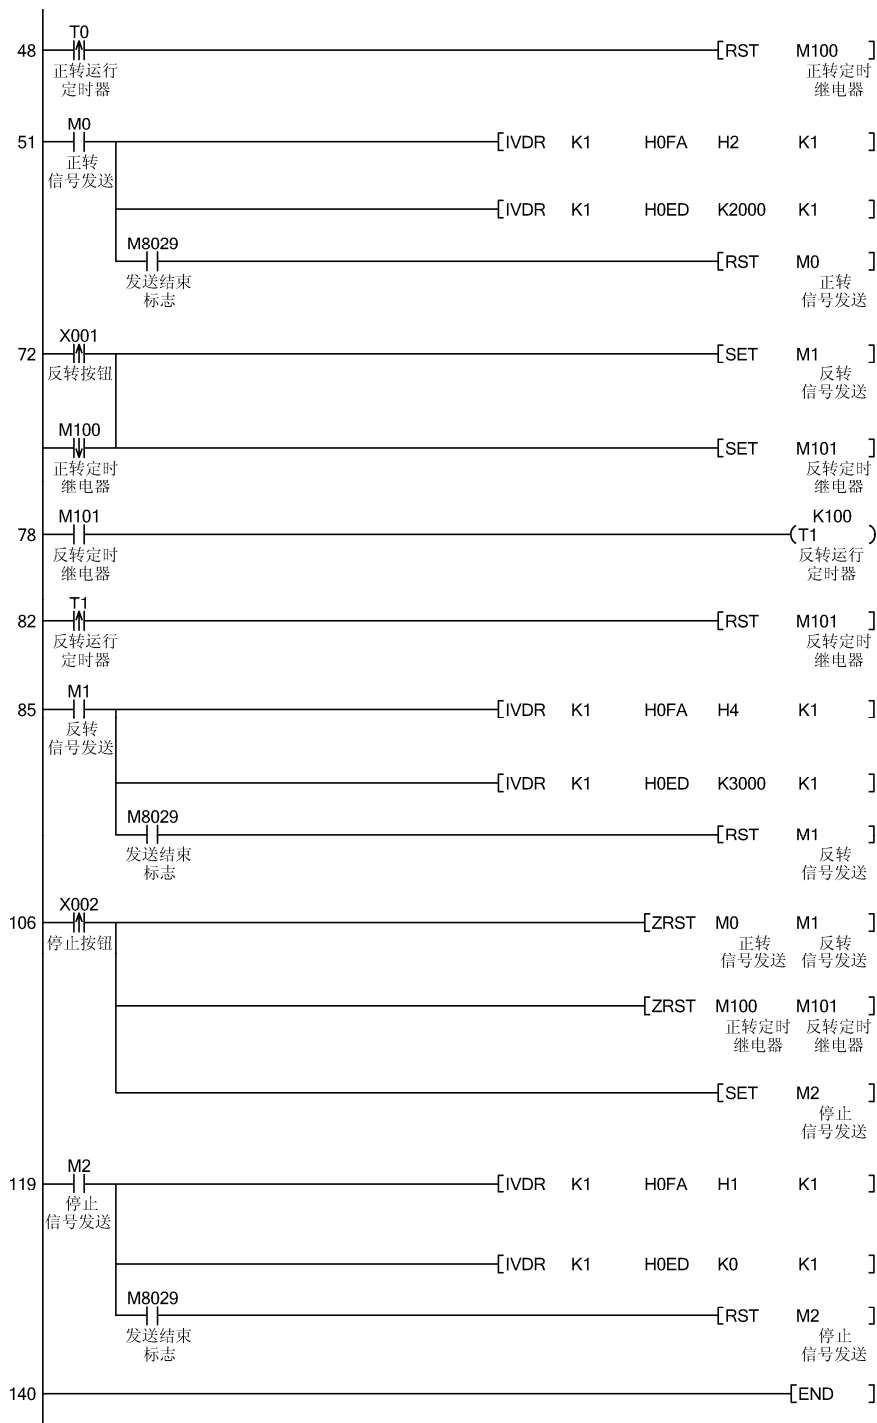 T0
48 [RST M100 ]
正转运行 正转定时
定时器 继电器
M0
51 [IVDR K1 H0FA H2 K1 ]
正转
信号发送
[IVDR K1 H0ED K2000 K1 ]
M8029
[RST M0 ]
发送结束 正转
标志 信号发送
X001
72 [SET M1 ]
反转按钮 反转
信号发送
M100
[SET M101 ]
正转定时 反转定时
继电器 继电器
M101 K100
78 (T1 )
反转定时 反转运行
继电器 定时器
T1
82 [RST M101 ]
反转运行 反转定时
定时器 继电器
M1
85 [IVDR K1 H0FA H4 K1 ]
反转
信号发送
[IVDR K1 H0ED K3000 K1 ]
M8029
[RST M1 ]
发送结束 反转
标志 信号发送
X002
106 [ZRST M0 M1 ]
停止按钮 正转 反转
信号发送 信号发送
[ZRST M100 M101 ]
正转定时 反转定时
继电器 继电器
[SET M2 ]
停止
信号发送
M2
119 [IVDR K1 H0FA H1 K1 ]
停止
信号发送
[IVDR K1 H0ED K0 K1 ]
M8029
[RST M2 ]
发送结束 停止
标志 信号发送
140 [END ]